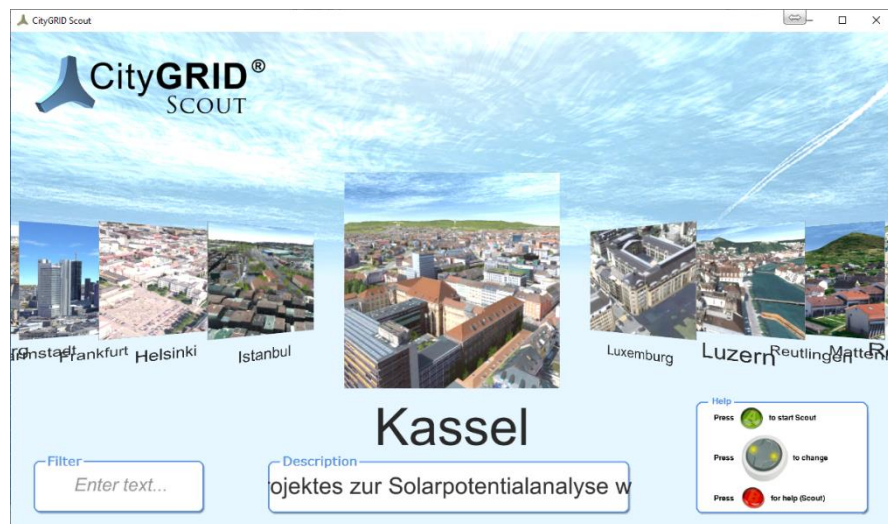 CityGRID Scout
CityGRID®
SCOUT
Frankfurt
Helsinki
Istanbul
Kassel
Luxemburg
Luzern
Reutlingen
Filter
Enter text...
Description
ojektes zur Solarpotentialanalyse w
Help
Press A to start Scout
Press to change
Press for help (Scout)